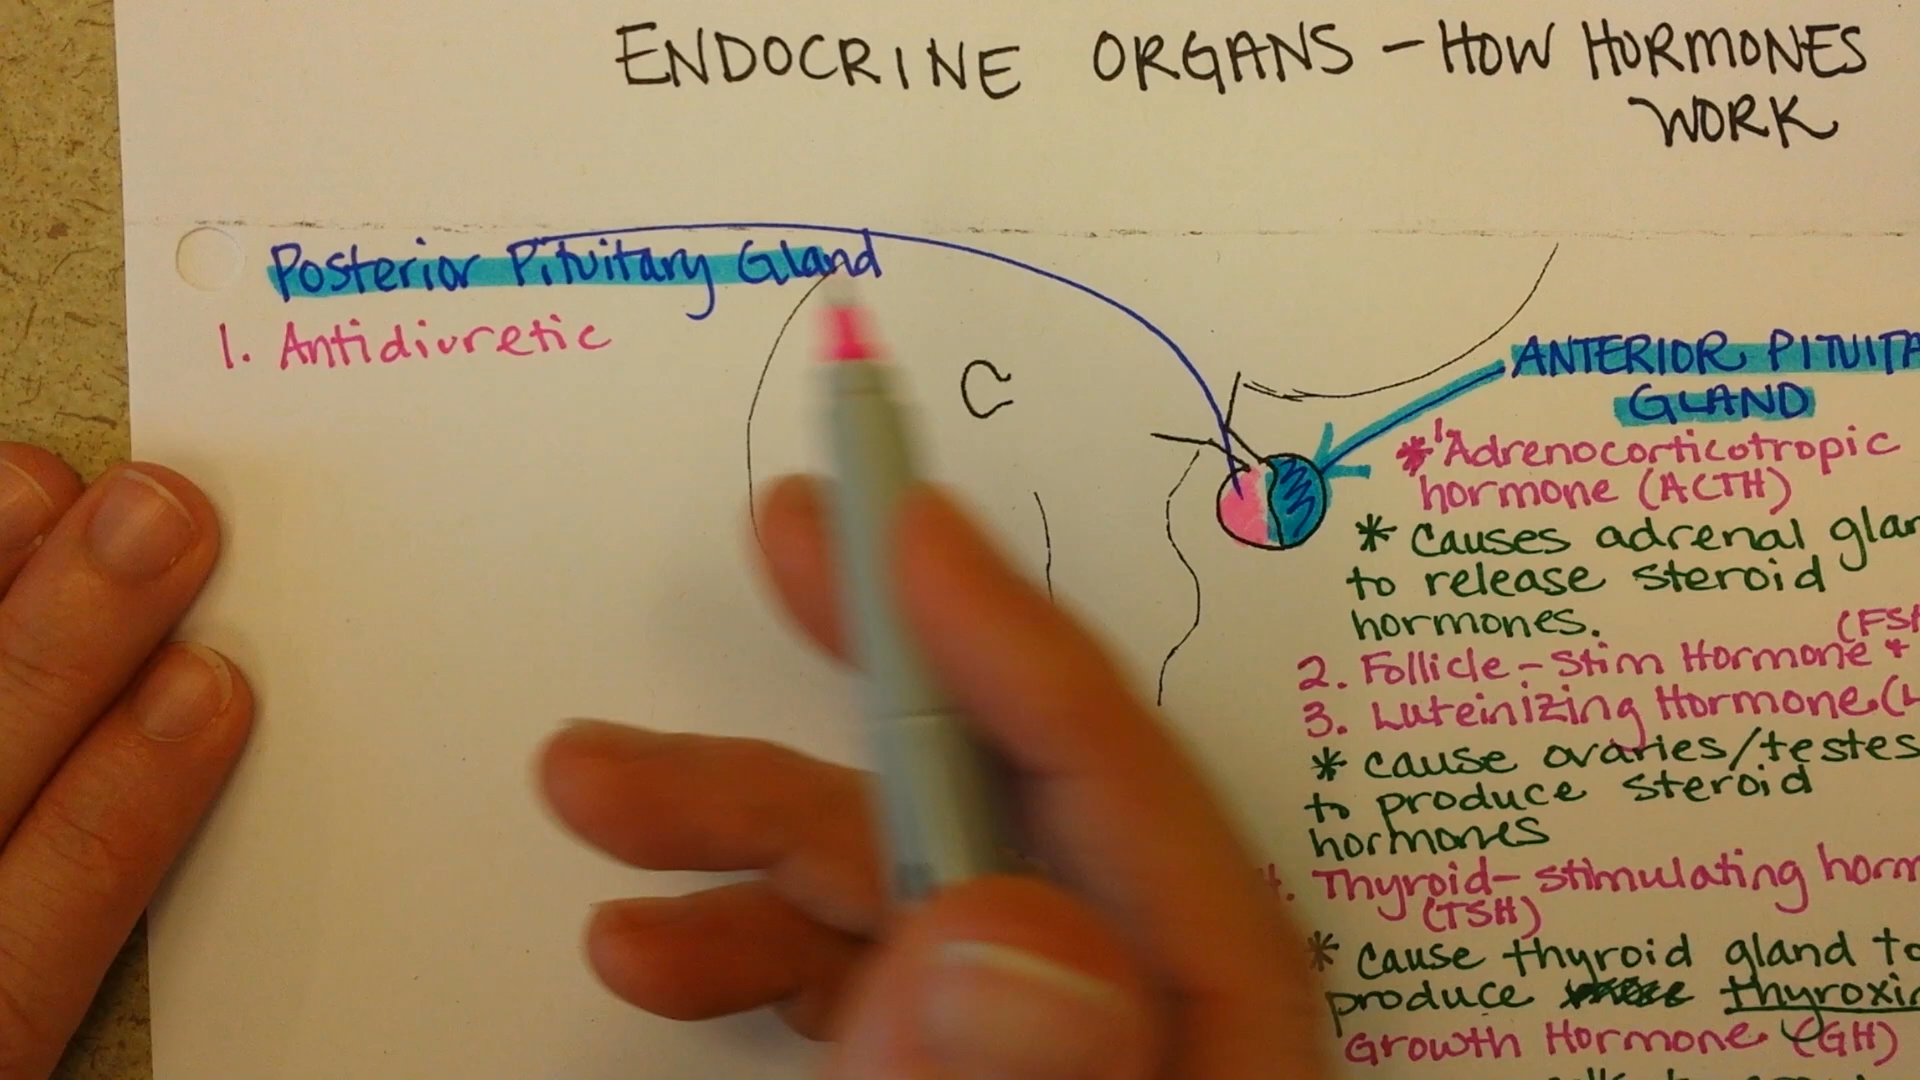 ENDOCRINE ORGANS - HOW HORMONES
WORK
Posterior Pituitary Gland
1. Antidiuretic
ANTERIOR PITUITA
GLAND
* 1. Adrenocorticotropic
hormone (ACTH)
* causes adrenal glan
to release steroid
hormones.
(FSH
2. Follicle-Stim Hormone +
3. Luteinizing Hormone (L
* cause ovaries/testes
to produce steroid
hormones
4. Thyroid-stimulating horm
(TSH)
* cause thyroid gland to
produce thyroxin
Growth Hormone (GH)